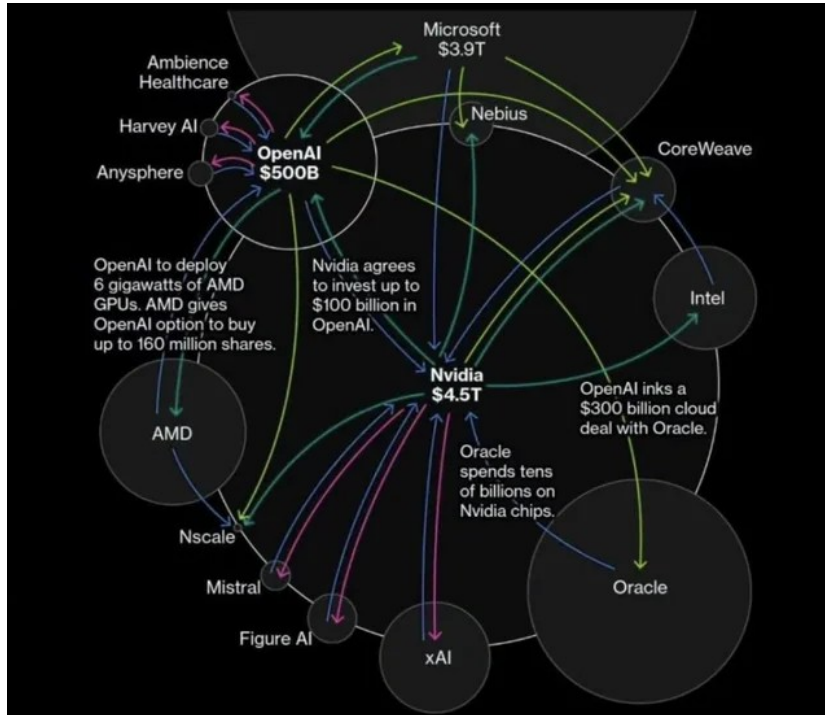 Microsoft
$3.9T
Ambience
Healthcare
Harvey AI
Anysphere
OpenAI
$500B
Nebius
CoreWeave
OpenAI to deploy
6 gigawatts of AMD
GPUs. AMD gives
OpenAI option to buy
up to 160 million shares.
Nvidia agrees
to invest up to
$100 billion in
OpenAI.
Intel
Nvidia
$4.5T
OpenAI inks a
$300 billion cloud
deal with Oracle.
AMD
Oracle
spends tens
of billions on
Nvidia chips.
Nscale
Mistral
Figure AI
xAI
Oracle